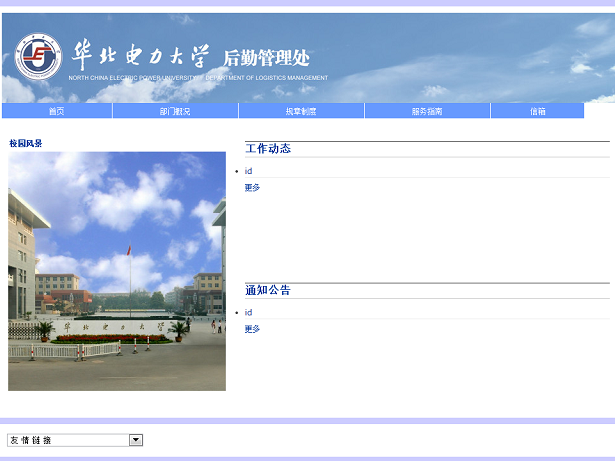 华北电力大学 后勤管理处
NORTH CHINA ELECTRIC POWER UNIVERSITY DEPARTMENT OF LOGISTICS MANAGEMENT
首页 部门概况 规章制度 服务指南 信箱
校园风景
华北电力大学
工作动态
id
更多
通知公告
id
更多
友情链接